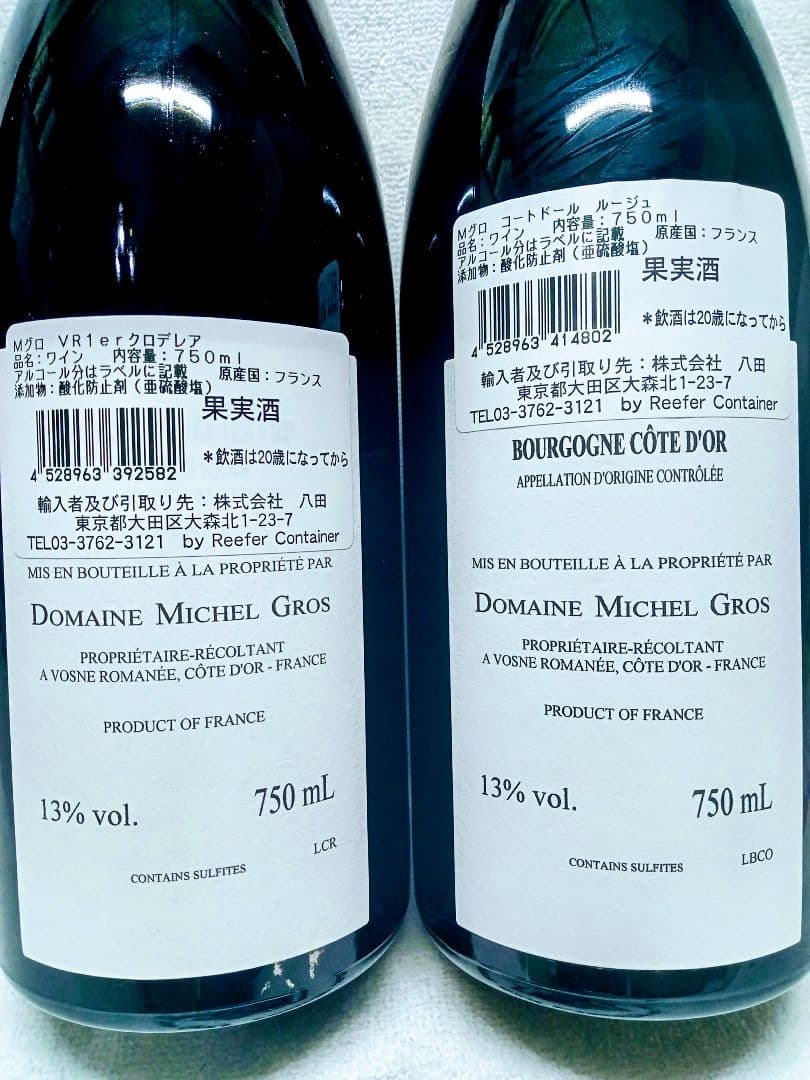 Mグロ VR1erクロデレア
品名:ワイン 内容量:750ml
アルコール分はラベルに記載 原産国:フランス
添加物:酸化防止剤(亜硫酸塩)
果実酒
4 528963 392582
*飲酒は20歳になってから
輸入者及び引取り先:株式会社 八田
東京都大田区大森北1-23-7
TEL03-3762-3121 by Reefer Container
MIS EN BOUTEILLE À LA PROPRIÉTÉ PAR
DOMAINE MICHEL GROS
PROPRIÉTAIRE-RÉCOLTANT
A VOSNE ROMANÉE, CÔTE D'OR - FRANCE
PRODUCT OF FRANCE
13% vol. 750 mL
LCR
CONTAINS SULFITES
Mグロ コートドール ルージュ
品名:ワイン 内容量:750ml
アルコール分はラベルに記載 原産国:フランス
添加物:酸化防止剤(亜硫酸塩)
果実酒
4 528963 414802
*飲酒は20歳になってから
輸入者及び引取り先:株式会社 八田
東京都大田区大森北1-23-7
TEL03-3762-3121 by Reefer Container
BOURGOGNE CÔTE D'OR
APPELLATION D'ORIGINE CONTRÔLÉE
MIS EN BOUTEILLE À LA PROPRIÉTÉ PAR
DOMAINE MICHEL GROS
PROPRIÉTAIRE-RÉCOLTANT
A VOSNE ROMANÉE, CÔTE D'OR - FRANCE
PRODUCT OF FRANCE
13% vol. 750 mL
LBCO
CONTAINS SULFITES